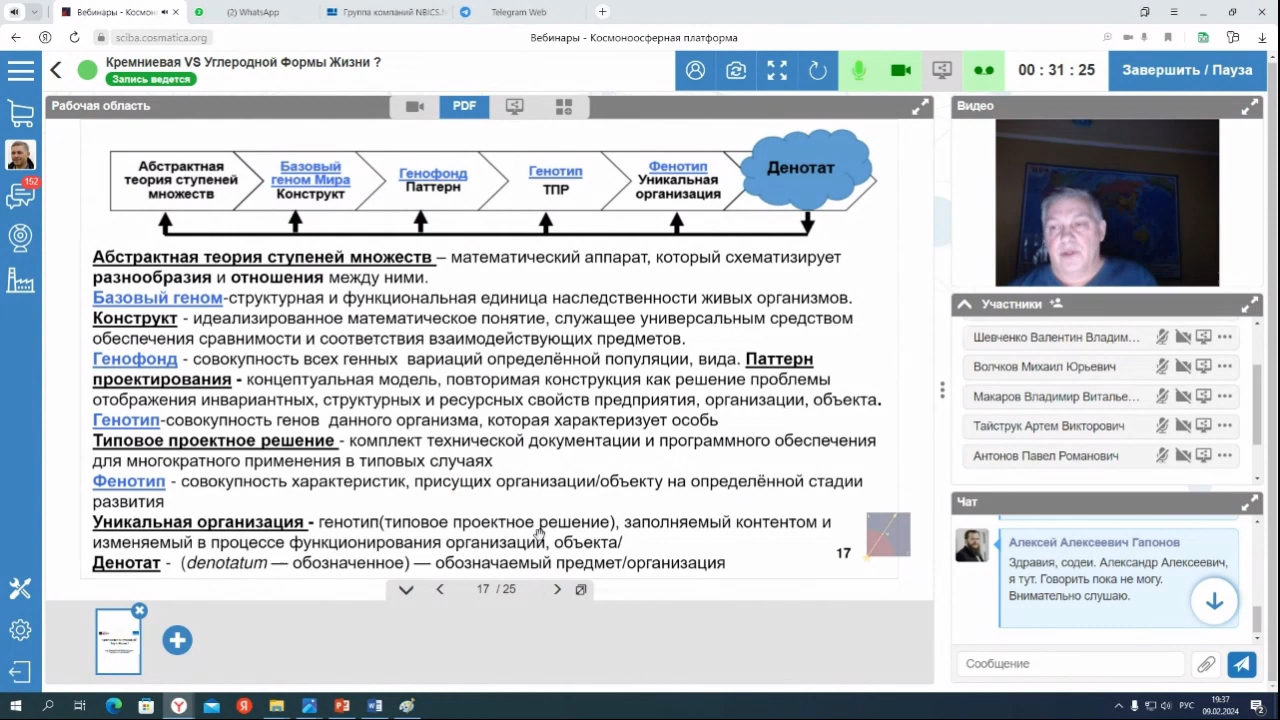 Вебинары - Космоно
(2) WhatsApp
Группа компаний NBICS.N
Telegram Web
sciba.cosmatica.org
Вебинары - Космоносферная платформа
Кремниевая VS Углеродной Формы Жизни ?
Запись ведется
00 : 31 : 25
Завершить / Пауза
Рабочая область
PDF
Видео
152
Абстрактная
теория ступеней
множеств
Базовый
геном Мира
Конструкт
Генофонд
Паттерн
Генотип
ТПР
Фенотип
Уникальная
организация
Денотат
Абстрактная теория ступеней множеств – математический аппарат, который схематизирует
разнообразия и отношения между ними.
Базовый геном-структурная и функциональная единица наследственности живых организмов.
Конструкт - идеализированное математическое понятие, служащее универсальным средством
обеспечения сравнимости и соответствия взаимодействующих предметов.
Генофонд - совокупность всех генных вариаций определённой популяции, вида. Паттерн
проектирования - концептуальная модель, повторимая конструкция как решение проблемы
отображения инвариантных, структурных и ресурсных свойств предприятия, организации, объекта.
Генотип-совокупность генов данного организма, которая характеризует особь
Типовое проектное решение - комплект технической документации и программного обеспечения
для многократного применения в типовых случаях
Фенотип - совокупность характеристик, присущих организации/объекту на определённой стадии
развития
Уникальная организация - генотип(типовое проектное решение), заполняемый контентом и
изменяемый в процессе функционирования организации, объекта/
Денотат - (denotatum — обозначенное) — обозначаемый предмет/организация
17
17 / 25
Участники
Шевченко Валентин Владим...
Волчков Михаил Юрьевич
Макаров Владимир Виталье...
Тайструк Артем Викторович
Антонов Павел Романович
Чат
Алексей Алексеевич Гапонов
Здравия, содеи. Александр Алексеевич,
я тут. Говорить пока не могу.
Внимательно слушаю.
Сообщение
РУС
19:37
09.02.2024
2